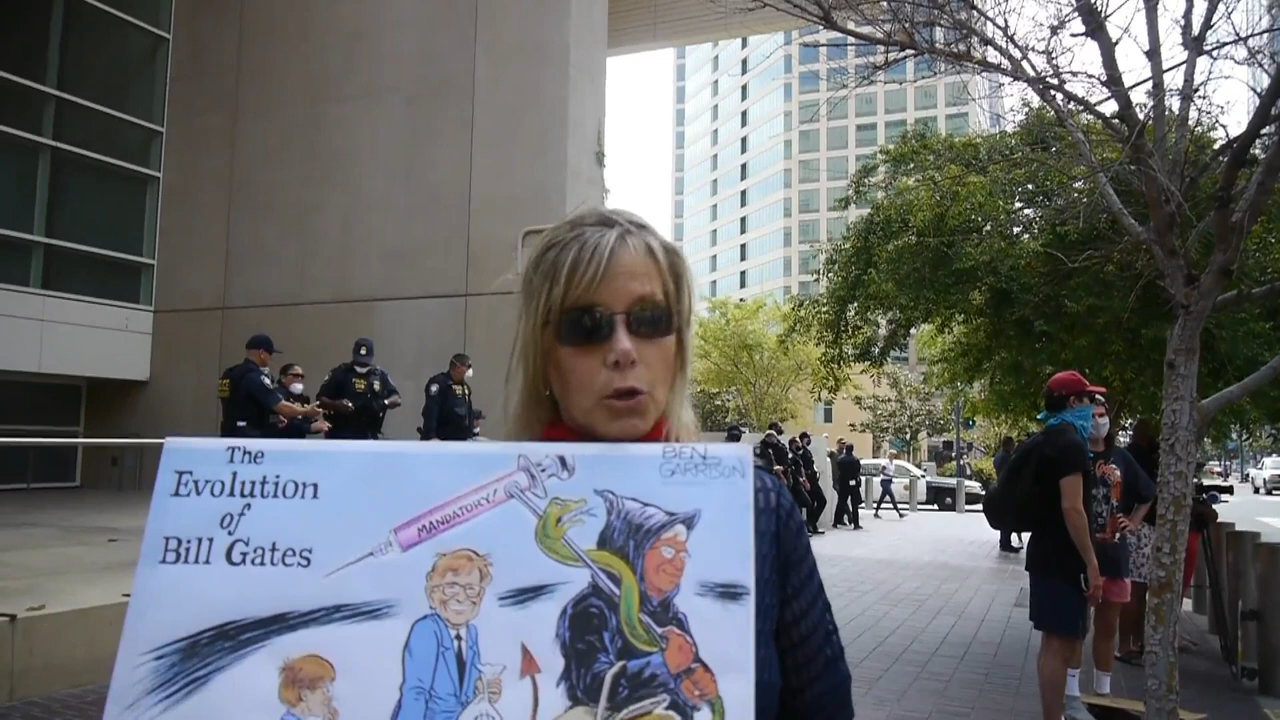 The
Evolution
of
Bill Gates
MANDATORY!
BEN
GARRISON